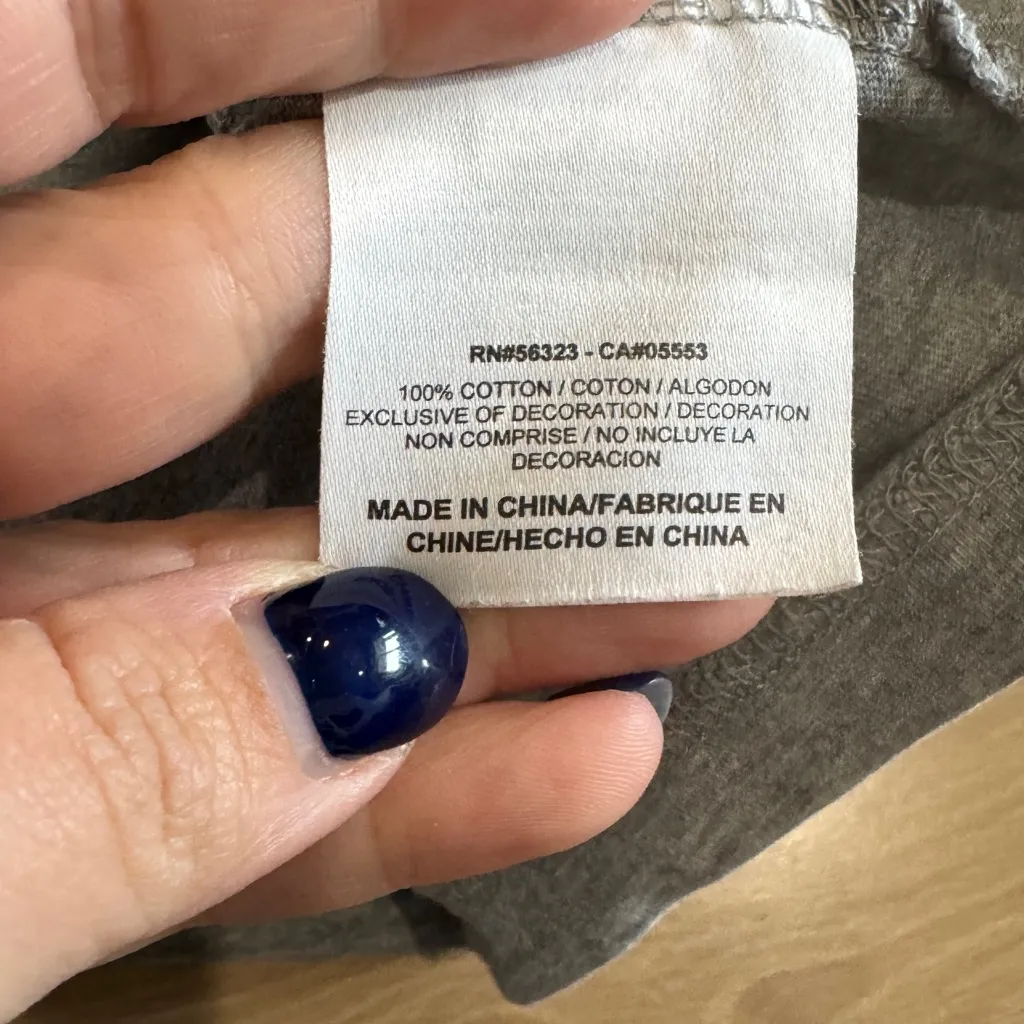 RN#56323 - CA#05553
100% COTTON / COTON / ALGODON
EXCLUSIVE OF DECORATION / DECORATION
NON COMPRISE / NO INCLUYE LA
DECORACION
MADE IN CHINA/FABRIQUE EN
CHINE/HECHO EN CHINA